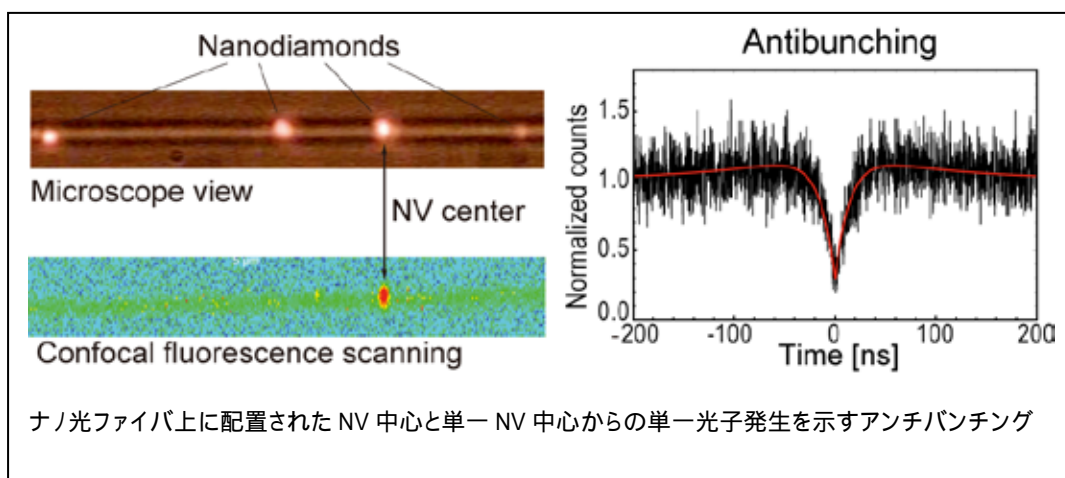 Nanodiamonds
Microscope view
NV center
Confocal fluorescence scanning
Antibunching
Normalized counts
1.5
1.0
0.5
0.0
-200 -100 0 100 200
Time [ns]
ナノ光ファイバ上に配置された NV 中心と単一 NV 中心からの単一光子発生を示すアンチバンチング